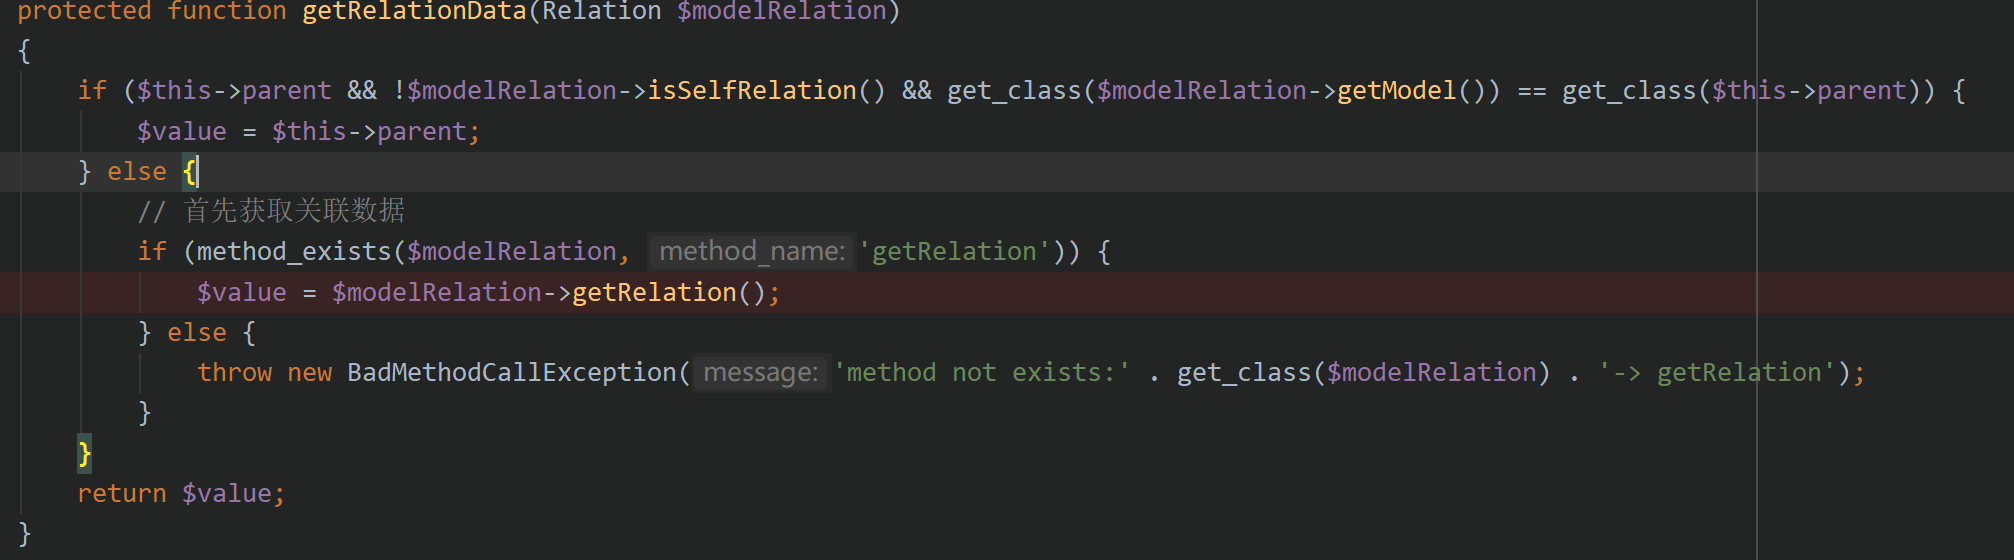 protected function getRelationData(Relation $modelRelation)
{
    if ($this->parent && !$modelRelation->isSelfRelation() && get_class($modelRelation->getModel()) == get_class($this->parent)) {
        $value = $this->parent;
    } else {
        // 首先获取关联数据
        if (method_exists($modelRelation, method_name: 'getRelation')) {
            $value = $modelRelation->getRelation();
        } else {
            throw new BadMethodCallException(message: 'method not exists:' . get_class($modelRelation) . '-> getRelation');
        }
    }
    return $value;
}